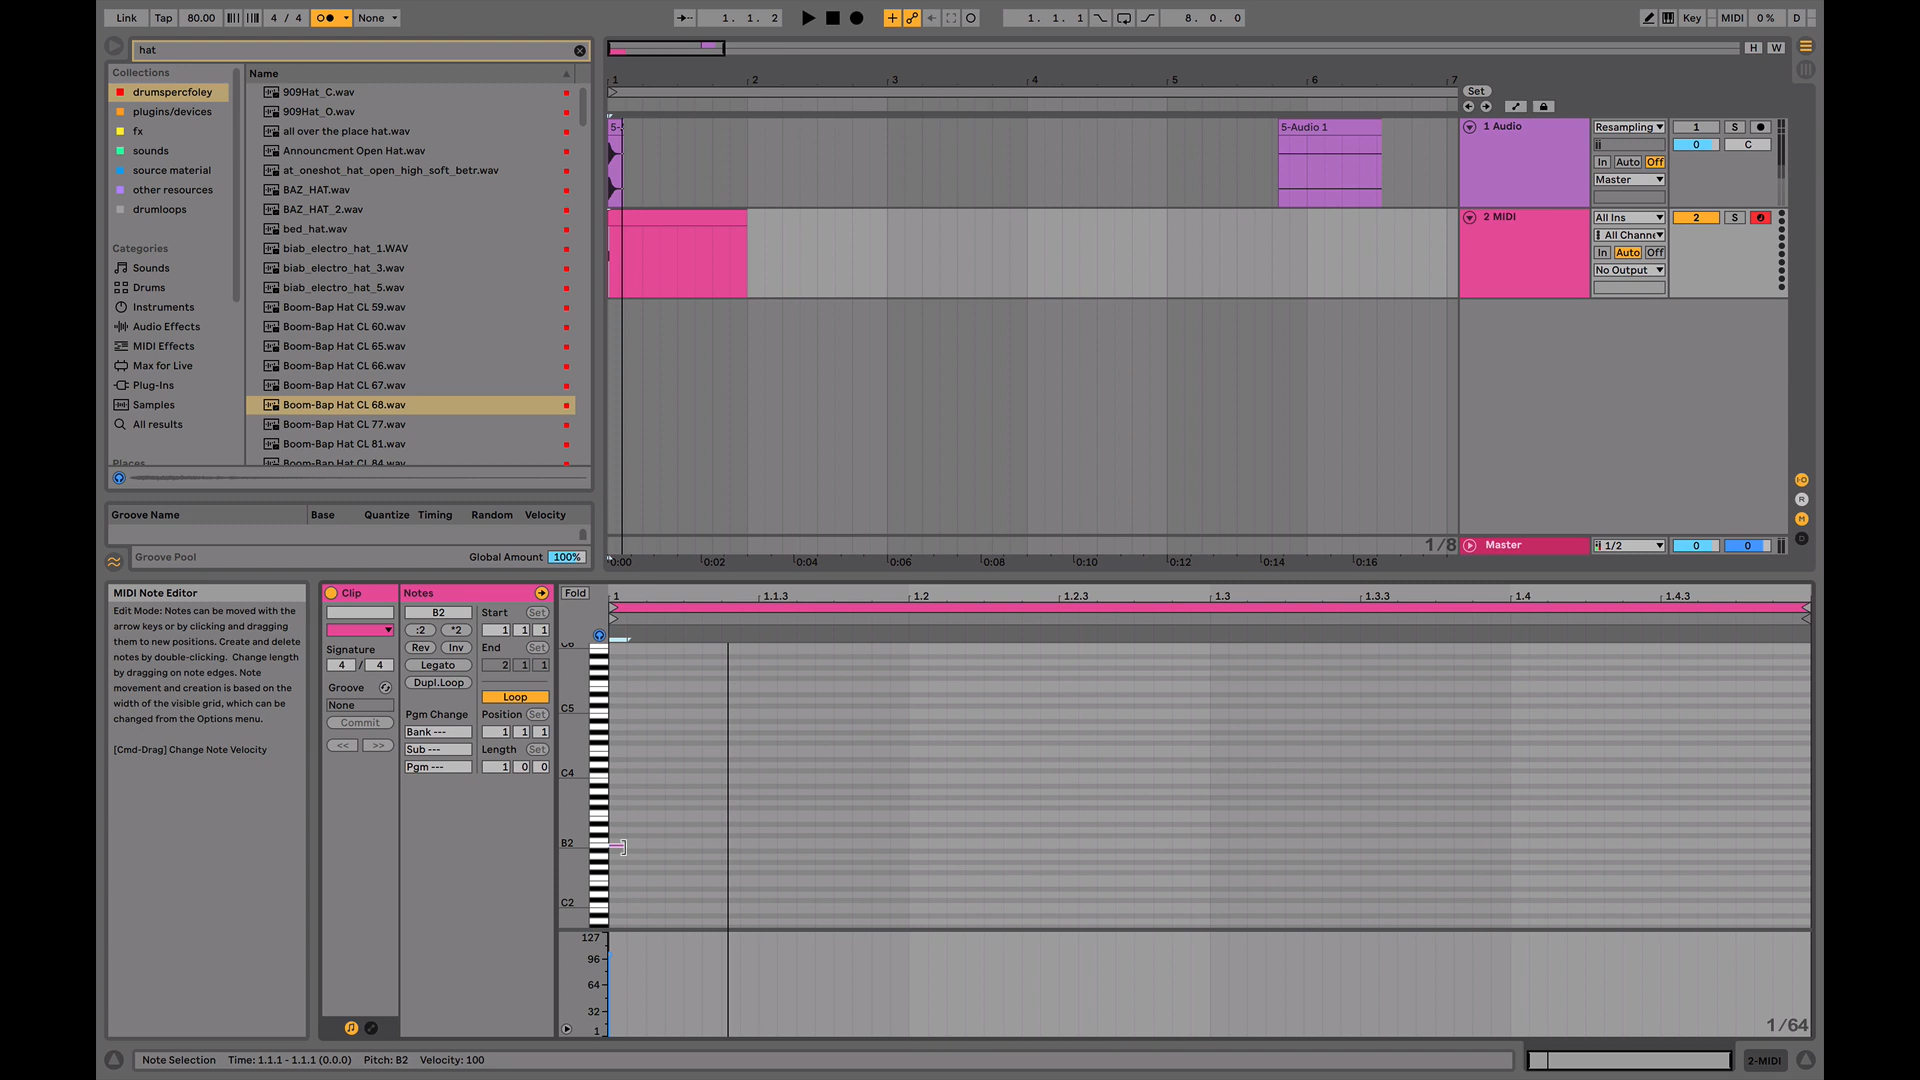 Link Tap 80.00 4 / 4 None 1. 1. 2 1. 1. 1 8. 0. 0 Key MIDI 0 % D
hat
H W
Collections
drumspercfoley
plugins/devices
fx
sounds
source material
other resources
drumloops
Categories
Sounds
Drums
Instruments
Audio Effects
MIDI Effects
Max for Live
Plug-Ins
Samples
All results
Places
Name
909Hat_C.wav
909Hat_O.wav
all over the place hat.wav
Announcment Open Hat.wav
at_oneshot_hat_open_high_soft_betr.wav
BAZ_HAT.wav
BAZ_HAT_2.wav
bed_hat.wav
biab_electro_hat_1.WAV
biab_electro_hat_3.wav
biab_electro_hat_5.wav
Boom-Bap Hat CL 59.wav
Boom-Bap Hat CL 60.wav
Boom-Bap Hat CL 65.wav
Boom-Bap Hat CL 66.wav
Boom-Bap Hat CL 67.wav
Boom-Bap Hat CL 68.wav
Boom-Bap Hat CL 77.wav
Boom-Bap Hat CL 81.wav
Boom-Bap Hat CL 84.wav
Groove Name Base Quantize Timing Random Velocity
Groove Pool Global Amount 100%
1 2 3 4 5 6 7
Set
5- 5-Audio 1
1 Audio Resampling 1 S
0 C
In Auto Off
Master
2 MIDI All Ins 2 S
All Channe
In Auto Off
No Output
1/8 Master 1/2 0 0
0:00 0:02 0:04 0:06 0:08 0:10 0:12 0:14 0:16
I·O
R
M
D
MIDI Note Editor
Edit Mode: Notes can be moved with the
arrow keys or by clicking and dragging
them to new positions. Create and delete
notes by double-clicking. Change length
by dragging on note edges. Note
movement and creation is based on the
width of the visible grid, which can be
changed from the Options menu.
[Cmd-Drag] Change Note Velocity
Clip
Signature
4 / 4
Groove
None
Commit
<< >>
Notes
B2 Start Set
:2 *2 1 1 1
Rev Inv End Set
Legato 2 1 1
Dupl.Loop
Loop
Pgm Change Position Set
Bank --- 1 1 1
Sub --- Length Set
Pgm --- 1 0 0
Fold 1 1.1.3 1.2 1.2.3 1.3 1.3.3 1.4 1.4.3
C6
C5
C4
B2
C2
127
96
64
32
1
1/64
Note Selection Time: 1.1.1 - 1.1.1 (0.0.0) Pitch: B2 Velocity: 100 2-MIDI